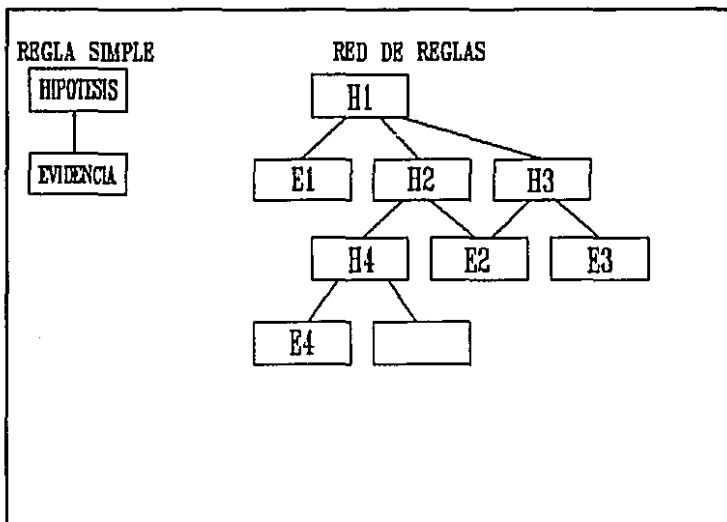 REGLA SIMPLE
HIPOTESIS
EVIDENCIA
RED DE REGLAS
H1
E1 H2 H3
H4 E2 E3
E4